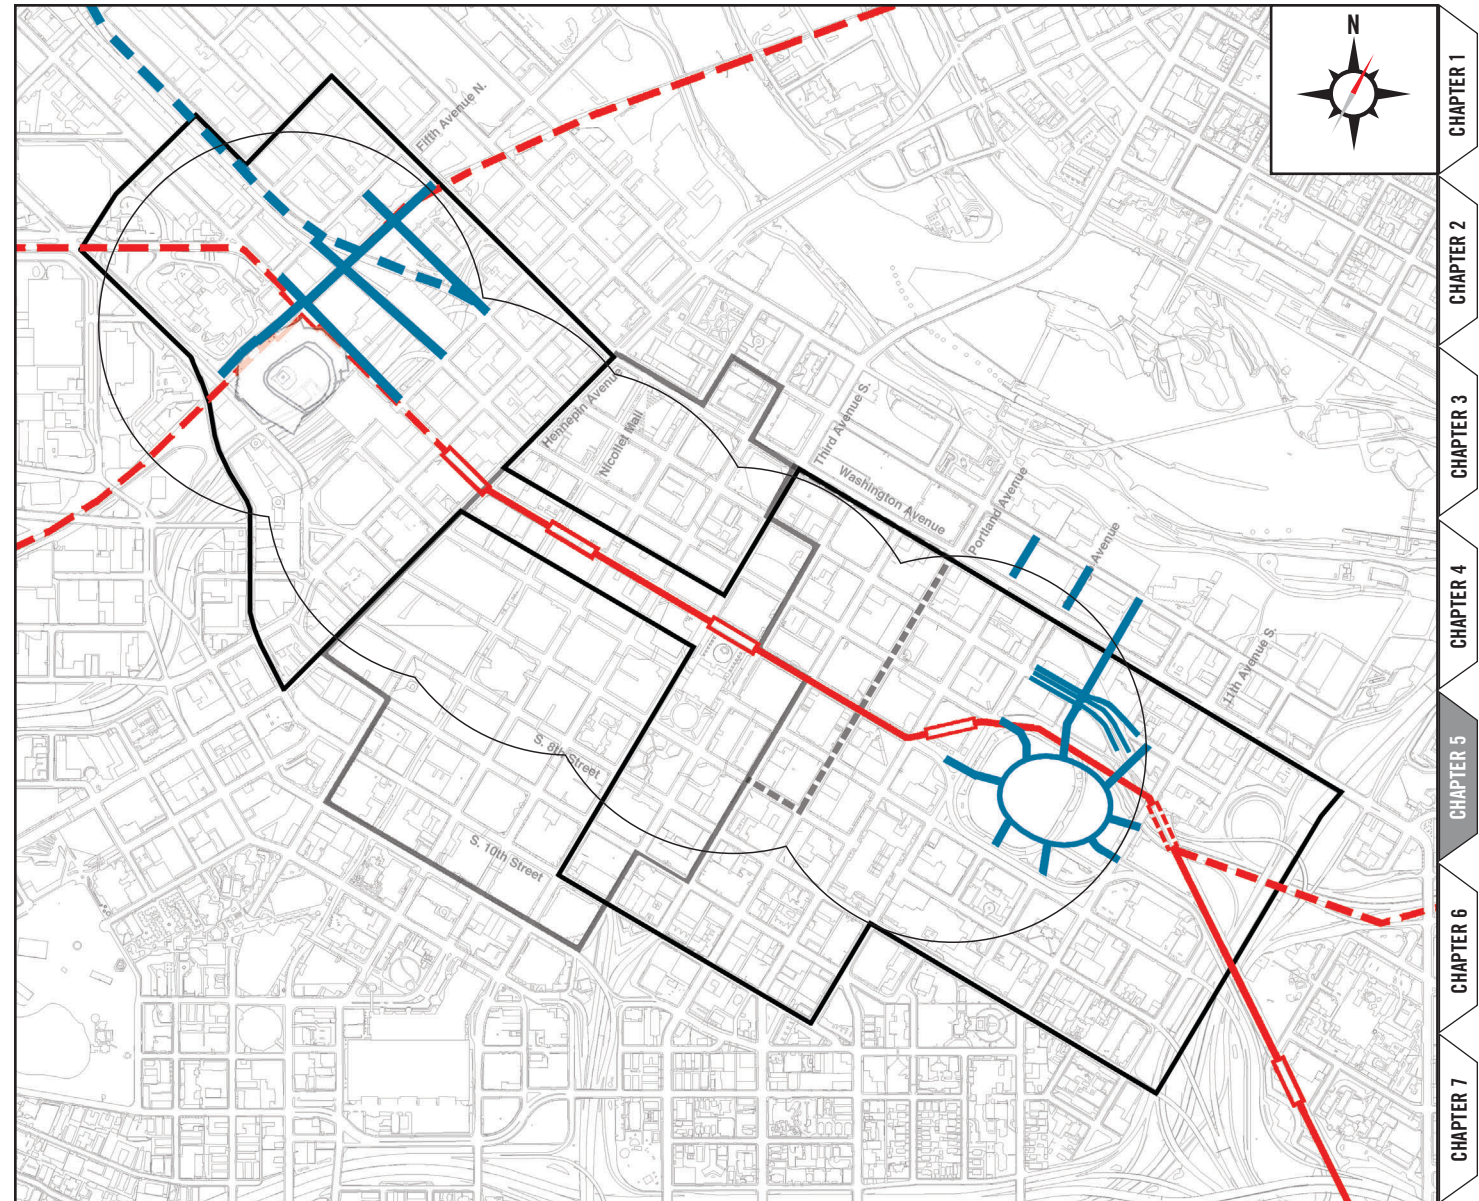 N
Fifth Avenue N.
Hennepin Avenue
Nicollet Mall
Third Avenue S.
Washington Avenue
Portland Avenue
Avenue
11th Avenue S.
S. 8th Street
S. 10th Street
CHAPTER 1
CHAPTER 2
CHAPTER 3
CHAPTER 4
CHAPTER 5
CHAPTER 6
CHAPTER 7